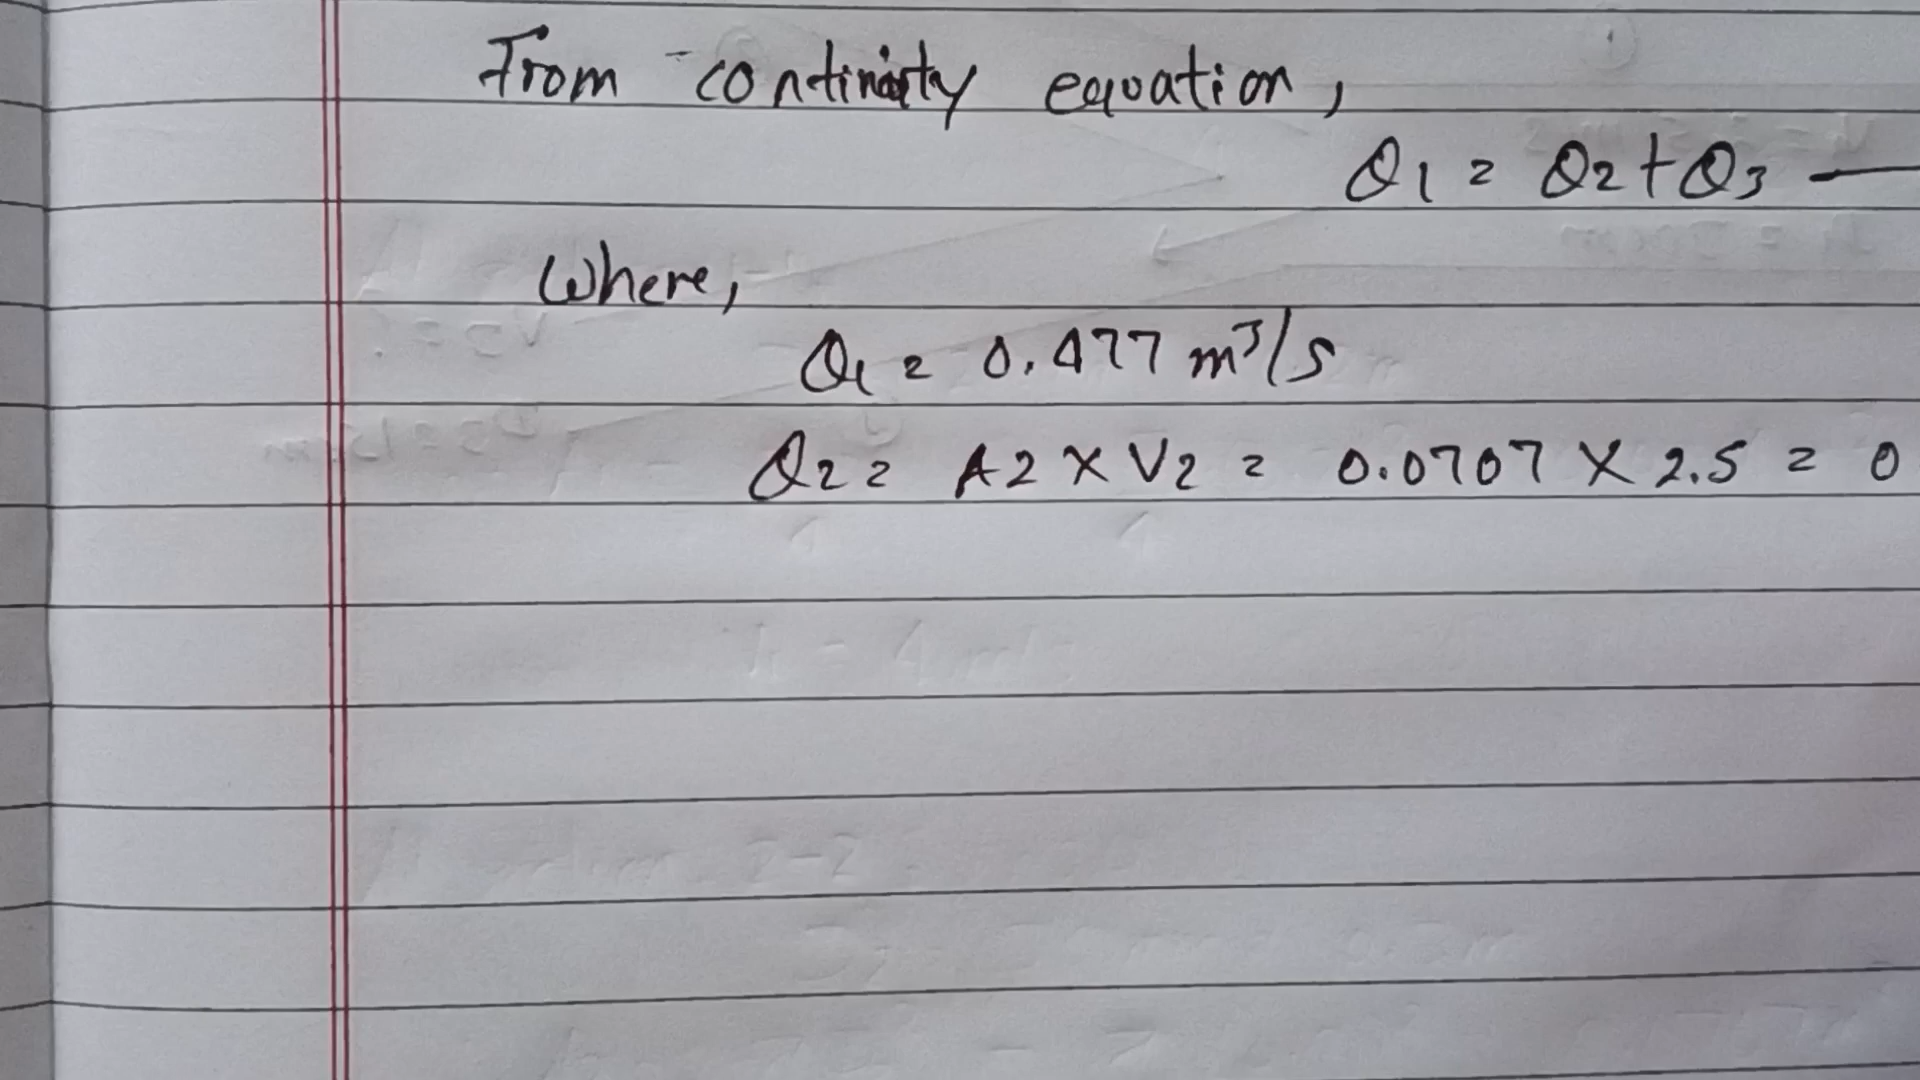 From continuity equation,
Q1 = Q2 + Q3 —
Where,
Q1 = 0.477 m³/s
Q2 = A2 × V2 = 0.0707 × 2.5 = 0